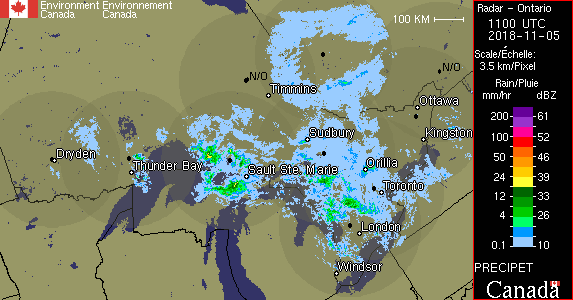 Environment Environnement
Canada Canada
100 KM
N/O
N/O
Timmins
Ottawa
Sudbury
Kingston
Dryden
Thunder Bay
Sault Ste. Marie
Orillia
Toronto
London
Windsor
Radar - Ontario
1100 UTC
2018-11-05
Scale/Échelle:
3.5 km/Pixel
Rain/Pluie
mm/hr dBZ
200 61
100 52
50 46
24 39
12 33
4 26
0.1 10
PRECIPET
Canada